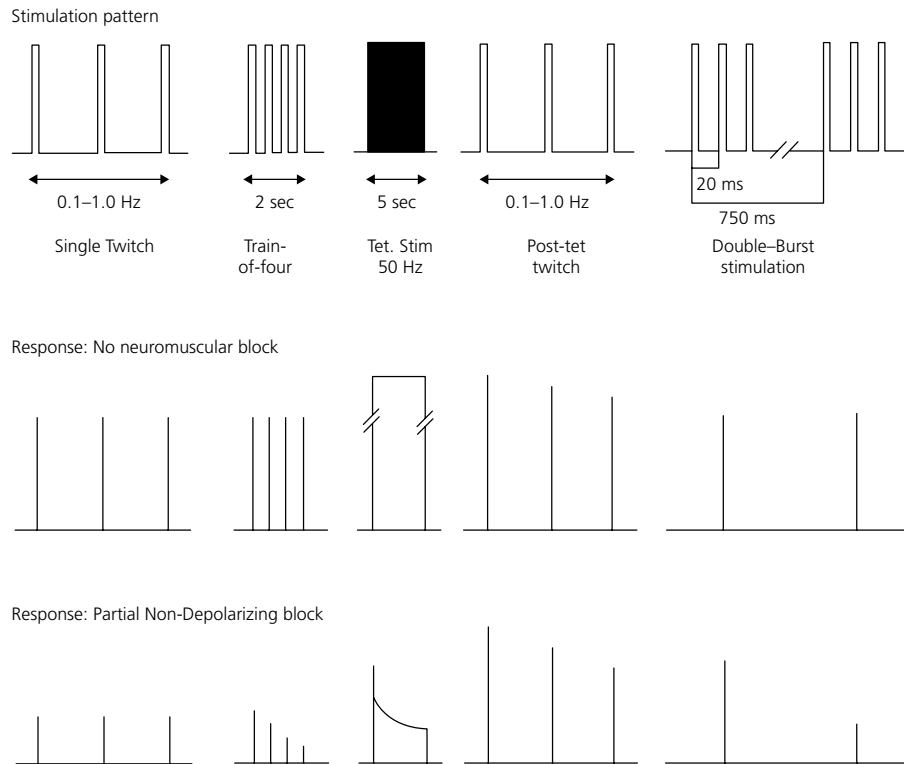 Stimulation pattern
20 ms
0.1–1.0 Hz
2 sec
5 sec
0.1–1.0 Hz
750 ms
Single Twitch
Train-
of-four
Tet. Stim
50 Hz
Post-tet
twitch
Double–Burst
stimulation
Response: No neuromuscular block
Response: Partial Non-Depolarizing block